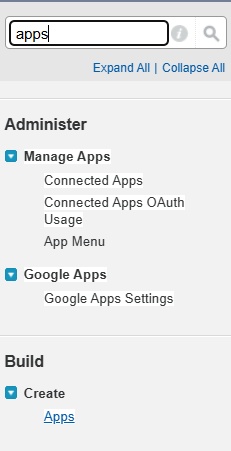 apps
Expand All | Collapse All
Administer
Manage Apps
Connected Apps
Connected Apps OAuth
Usage
App Menu
Google Apps
Google Apps Settings
Build
Create
Apps